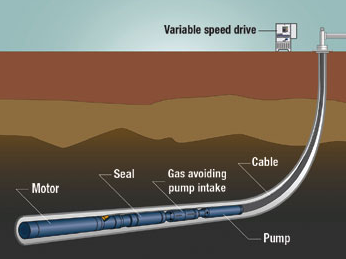 Variable speed drive
Cable
Gas avoiding
pump intake
Seal
Motor
Pump